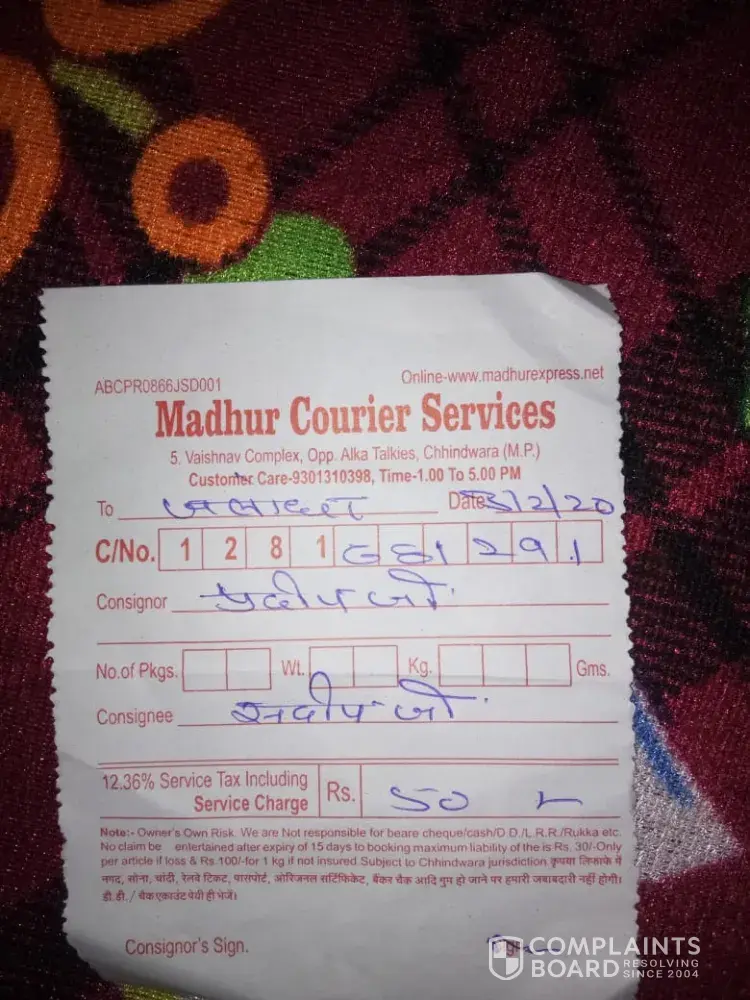 ABCPR0866JSD001 Online-www.madhurexpress.net
Madhur Courier Services
5. Vaishnav Complex, Opp. Alka Talkies, Chhindwara (M.P.)
Customer Care-9301310398, Time-1.00 To 5.00 PM
To Date /2/20
C/No. 1 2 8 1 2 9 1
Consignor प्रदीप जी
No.of Pkgs. Wt. Kg. Gms.
Consignee सदीप जी
12.36% Service Tax Including
Service Charge Rs. 50
Note:- Owner's Own Risk. We are Not responsible for beare cheque/cash/D.D./L.R.R./Rukka etc.
No claim be entertained after expiry of 15 days to booking maximum liability of the is Rs. 30/-Only
per article if loss & Rs.100/-for 1 kg if not insured Subject to Chhindwara jurisdiction कृपया लिफाफे में
नगद, सोना, चांदी, रेलवे टिकट, पासपोर्ट, ओरिजनल सर्टिफिकेट, बैंकर चैक आदि गुम हो जाने पर हमारी जवाबदारी नहीं होगी।
डी.डी. / चैक एकाउंट पेयी ही भेजें।
Consignor's Sign.
COMPLAINTS
BOARD RESOLVING
SINCE 2004